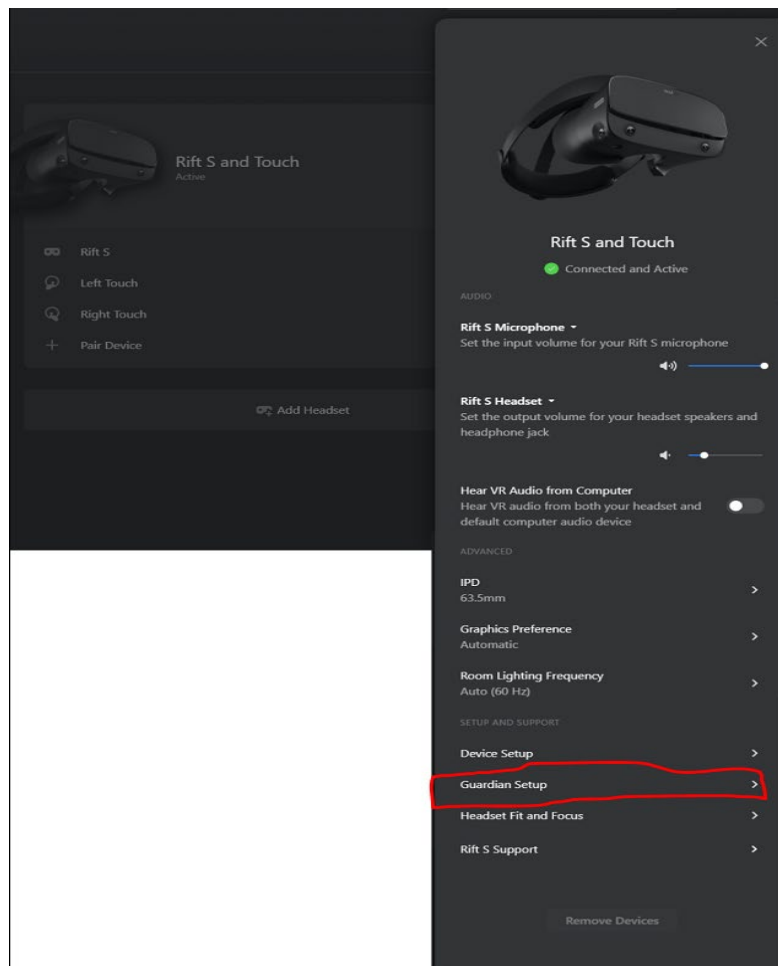 Rift S and Touch
Active
Rift S
Left Touch
Right Touch
Pair Device
Add Headset
Rift S and Touch
Connected and Active
AUDIO
Rift S Microphone
Set the input volume for your Rift S microphone
Rift S Headset
Set the output volume for your headset speakers and
headphone jack
Hear VR Audio from Computer
Hear VR audio from both your headset and
default computer audio device
ADVANCED
IPD
63.5mm
Graphics Preference
Automatic
Room Lighting Frequency
Auto (60 Hz)
SETUP AND SUPPORT
Device Setup
Guardian Setup
Headset Fit and Focus
Rift S Support
Remove Devices